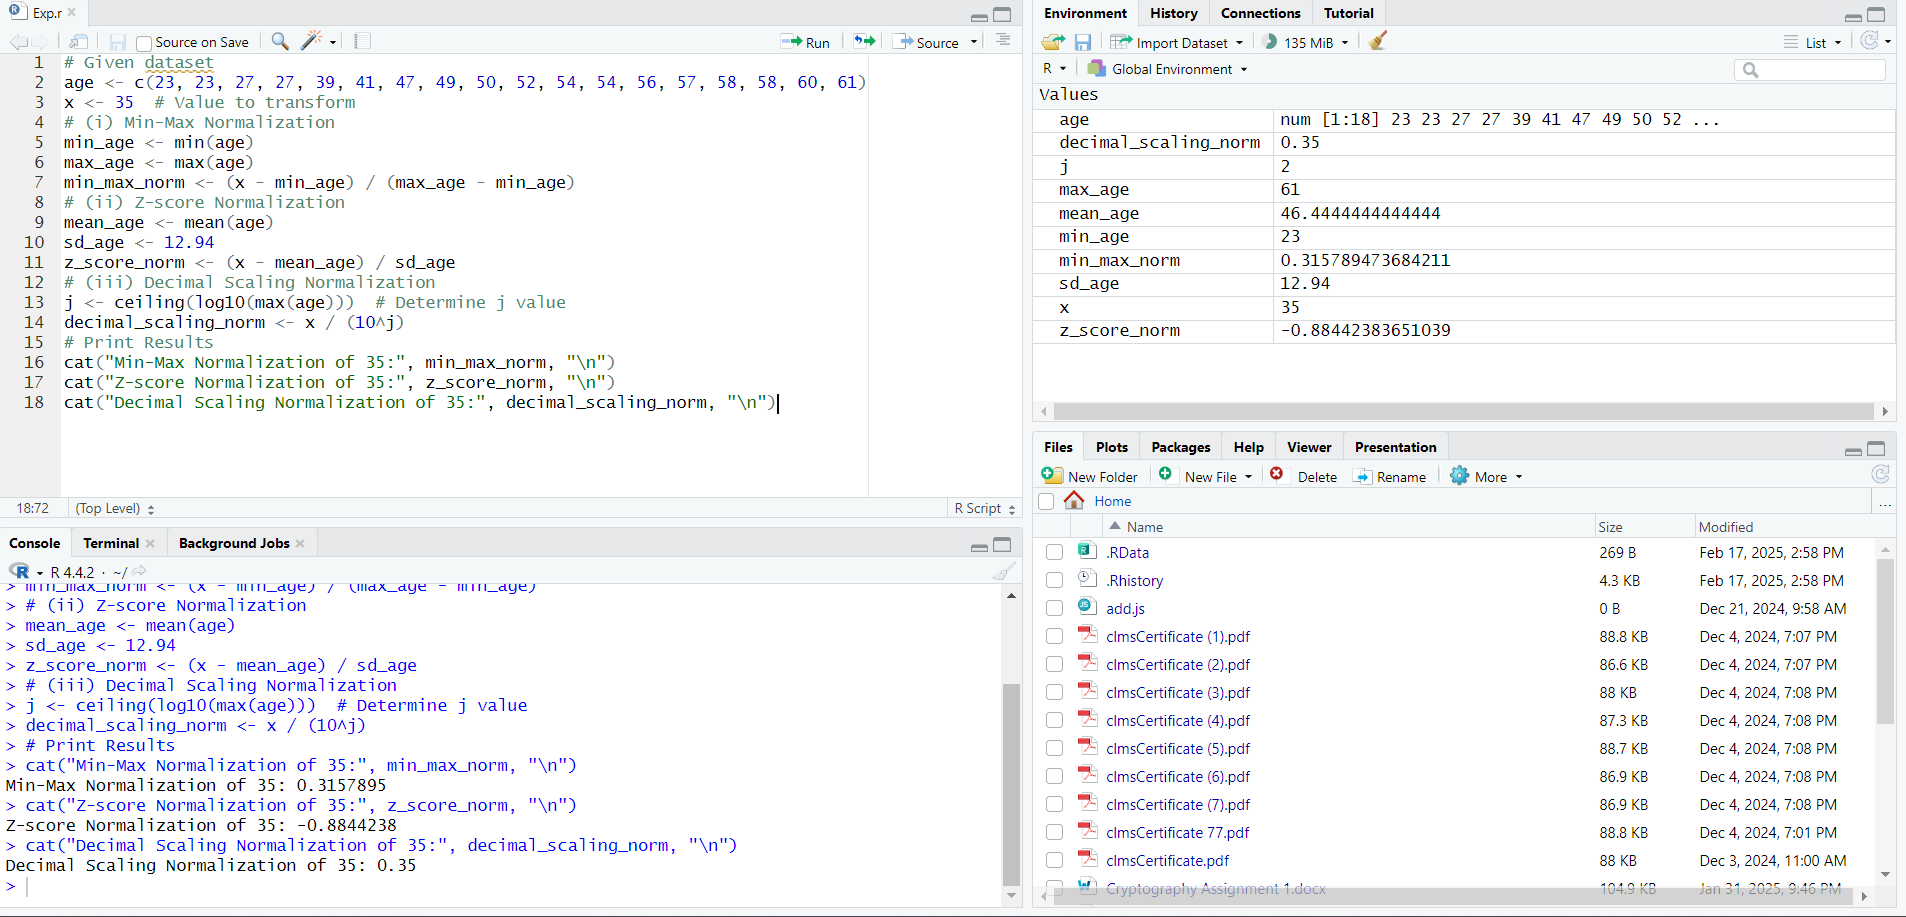 Exp.r
Source on Save
Run
Source
1 # Given dataset
2 age <- c(23, 23, 27, 27, 39, 41, 47, 49, 50, 52, 54, 54, 56, 57, 58, 58, 60, 61)
3 x <- 35  # Value to transform
4 # (i) Min-Max Normalization
5 min_age <- min(age)
6 max_age <- max(age)
7 min_max_norm <- (x - min_age) / (max_age - min_age)
8 # (ii) Z-score Normalization
9 mean_age <- mean(age)
10 sd_age <- 12.94
11 z_score_norm <- (x - mean_age) / sd_age
12 # (iii) Decimal Scaling Normalization
13 j <- ceiling(log10(max(age)))  # Determine j value
14 decimal_scaling_norm <- x / (10^j)
15 # Print Results
16 cat("Min-Max Normalization of 35:", min_max_norm, "\n")
17 cat("Z-score Normalization of 35:", z_score_norm, "\n")
18 cat("Decimal Scaling Normalization of 35:", decimal_scaling_norm, "\n")
18:72 (Top Level) R Script
Console Terminal Background Jobs
R R 4.4.2 · ~/
> min_max_norm <- (x - min_age) / (max_age - min_age)
> # (ii) Z-score Normalization
> mean_age <- mean(age)
> sd_age <- 12.94
> z_score_norm <- (x - mean_age) / sd_age
> # (iii) Decimal Scaling Normalization
> j <- ceiling(log10(max(age)))  # Determine j value
> decimal_scaling_norm <- x / (10^j)
> # Print Results
> cat("Min-Max Normalization of 35:", min_max_norm, "\n")
Min-Max Normalization of 35: 0.3157895
> cat("Z-score Normalization of 35:", z_score_norm, "\n")
Z-score Normalization of 35: -0.8844238
> cat("Decimal Scaling Normalization of 35:", decimal_scaling_norm, "\n")
Decimal Scaling Normalization of 35: 0.35
>
Environment History Connections Tutorial
Import Dataset 135 MiB List
R Global Environment
Values
age num [1:18] 23 23 27 27 39 41 47 49 50 52 ...
decimal_scaling_norm 0.35
j 2
max_age 61
mean_age 46.4444444444444
min_age 23
min_max_norm 0.315789473684211
sd_age 12.94
x 35
z_score_norm -0.88442383651039
Files Plots Packages Help Viewer Presentation
New Folder New File Delete Rename More
Home ...
Name Size Modified
.RData 269 B Feb 17, 2025, 2:58 PM
.Rhistory 4.3 KB Feb 17, 2025, 2:58 PM
add.js 0 B Dec 21, 2024, 9:58 AM
clmsCertificate (1).pdf 88.8 KB Dec 4, 2024, 7:07 PM
clmsCertificate (2).pdf 86.6 KB Dec 4, 2024, 7:07 PM
clmsCertificate (3).pdf 88 KB Dec 4, 2024, 7:08 PM
clmsCertificate (4).pdf 87.3 KB Dec 4, 2024, 7:08 PM
clmsCertificate (5).pdf 88.7 KB Dec 4, 2024, 7:08 PM
clmsCertificate (6).pdf 86.9 KB Dec 4, 2024, 7:08 PM
clmsCertificate (7).pdf 86.9 KB Dec 4, 2024, 7:08 PM
clmsCertificate 77.pdf 88.8 KB Dec 4, 2024, 7:01 PM
clmsCertificate.pdf 88 KB Dec 3, 2024, 11:00 AM
Cryptography Assignment 1.docx 104.9 KB Jan 31, 2025, 9:46 PM